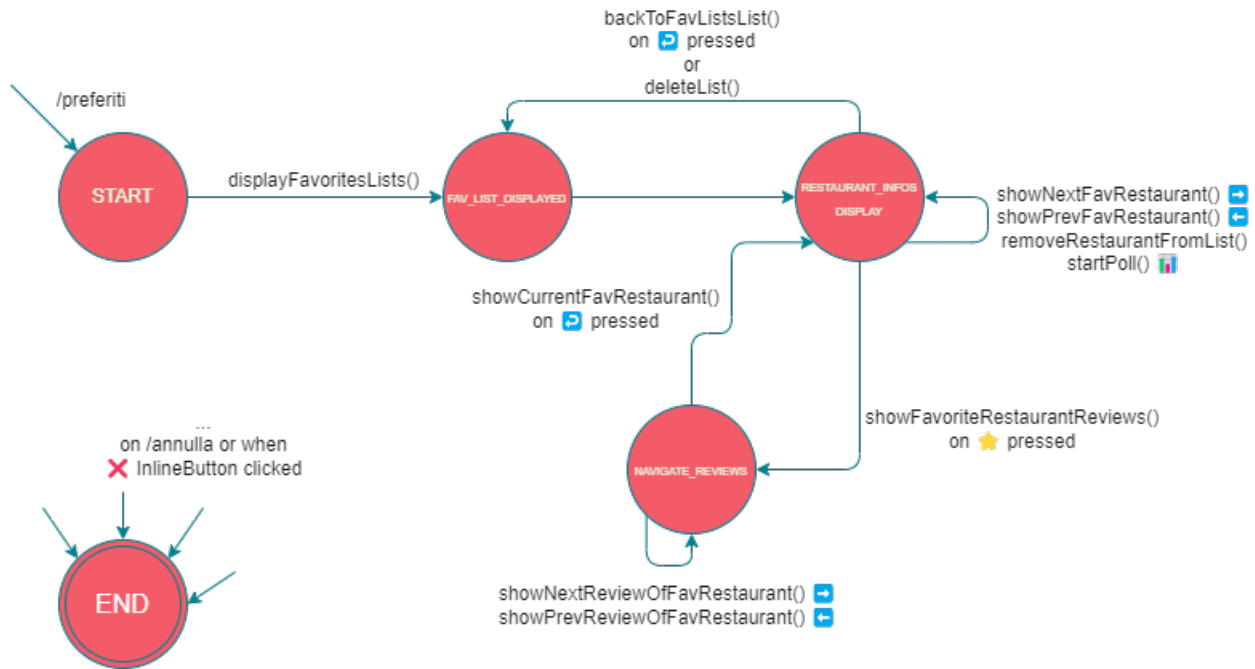 backToFavListsList()
on ↩ pressed
or
deleteList()
/preferiti
START
displayFavoritesLists()
FAV_LIST_DISPLAYED
RESTAURANT_INFOS
DISPLAY
showNextFavRestaurant() ➡
showPrevFavRestaurant() ⬅
removeRestaurantFromList()
startPoll() 📊
showCurrentFavRestaurant()
on ↩ pressed
showFavoriteRestaurantReviews()
on ⭐ pressed
...
on /annulla or when
❌ InlineButton clicked
NAVIGATE_REVIEWS
END
showNextReviewOfFavRestaurant() ➡
showPrevReviewOfFavRestaurant() ⬅